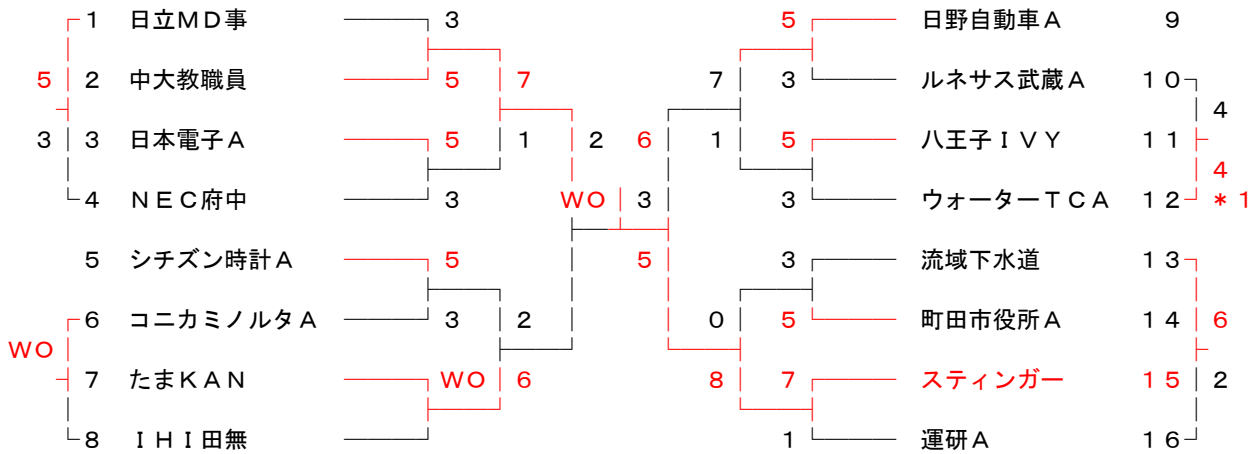 1 日立MD事 3 5 日野自動車A 9
5 2 中大教職員 5 7 7 3 ルネサス武蔵A 10
4
3 3 日本電子A 5 1 2 6 1 5 八王子IVY 11
4
4 NEC府中 3 WO 3 3 ウォーターTCA 12 *1
5 シチズン時計A 5 5 3 流域下水道 13
6 コニカミノルタA 3 2 0 5 町田市役所A 14 6
WO
7 たまKAN WO 6 8 7 スティンガー 15 2
8 IHI田無 1 運研A 16